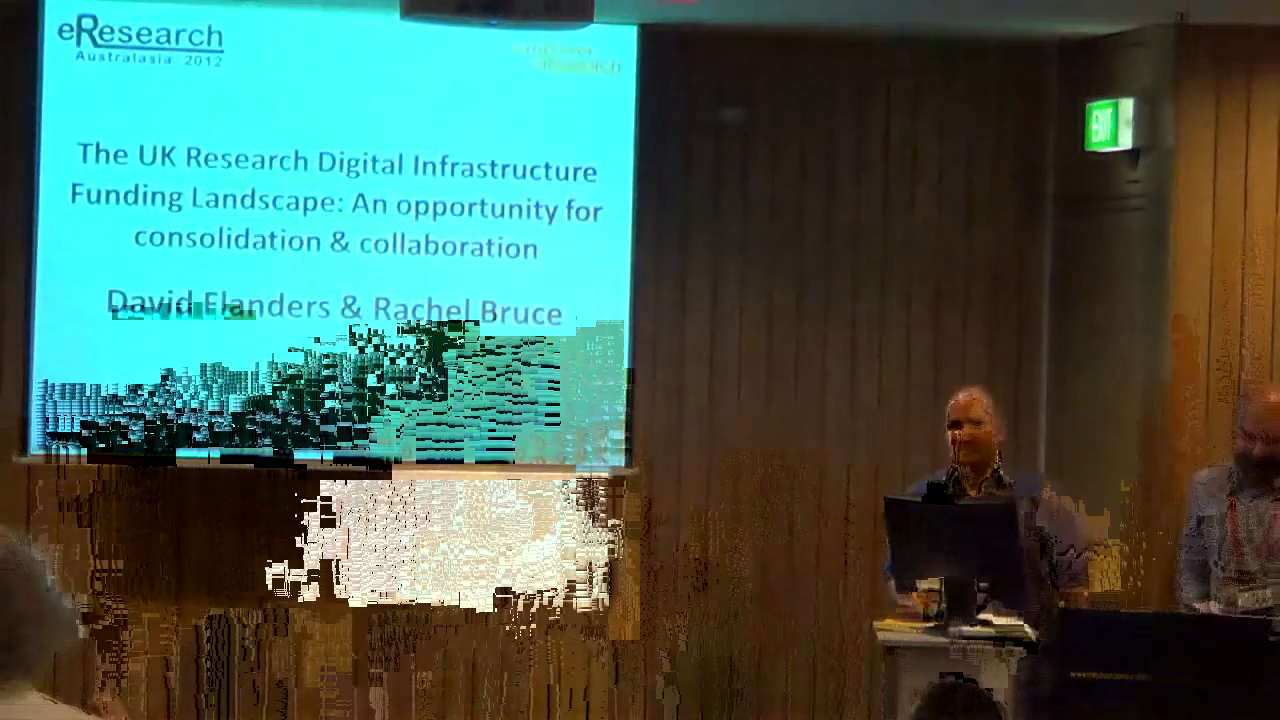 eResearch
Australasia 2012
The UK Research Digital Infrastructure
Funding Landscape: An opportunity for
consolidation & collaboration
David Flanders & Rachel Bruce
EXIT